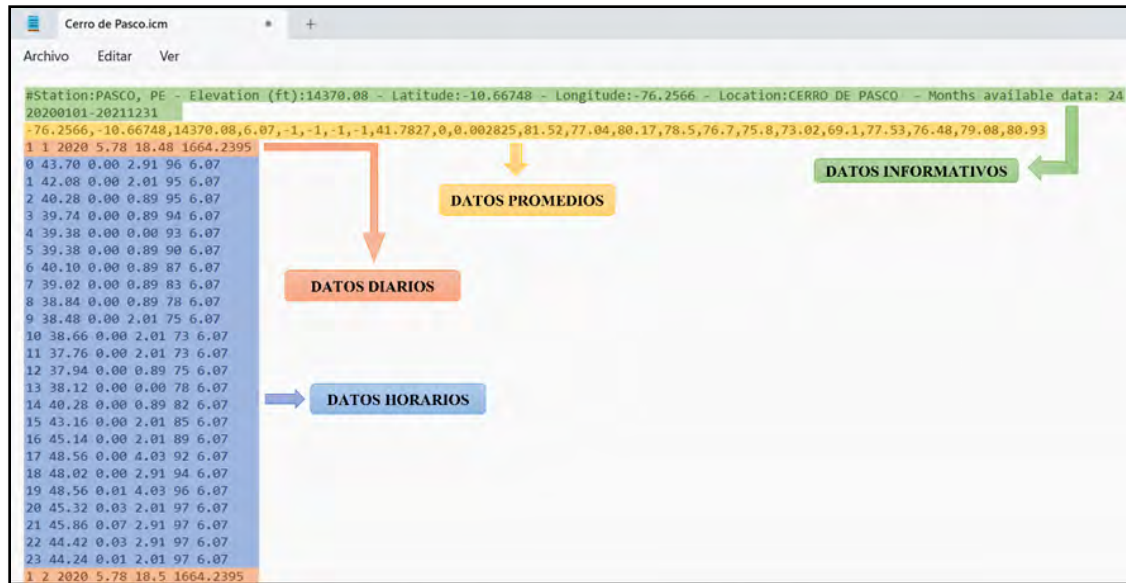 Cerro de Pasco.icm
Archivo Editar Ver
#Station:PASCO, PE - Elevation (ft):14370.08 - Latitude:-10.66748 - Longitude:-76.2566 - Location:CERRO DE PASCO - Months available data: 24
20200101-20211231
-76.2566,-10.66748,14370.08,6.07,-1,-1,-1,-1,41.7827,0,0.002825,81.52,77.04,80.17,78.5,76.7,75.8,73.02,69.1,77.53,76.48,79.08,80.93
1 1 2020 5.78 18.48 1664.2395
0 43.70 0.00 2.91 96 6.07
DATOS INFORMATIVOS
1 42.08 0.00 2.01 95 6.07
2 40.28 0.00 0.89 95 6.07
DATOS PROMEDIOS
3 39.74 0.00 0.89 94 6.07
4 39.38 0.00 0.00 93 6.07
5 39.38 0.00 0.89 90 6.07
6 40.10 0.00 0.89 87 6.07
7 39.02 0.00 0.89 83 6.07
DATOS DIARIOS
8 38.84 0.00 0.89 78 6.07
9 38.48 0.00 2.01 75 6.07
10 38.66 0.00 2.01 73 6.07
11 37.76 0.00 2.01 73 6.07
12 37.94 0.00 0.89 75 6.07
13 38.12 0.00 0.00 78 6.07
DATOS HORARIOS
14 40.28 0.00 0.89 82 6.07
15 43.16 0.00 2.01 85 6.07
16 45.14 0.00 2.01 89 6.07
17 48.56 0.00 4.03 92 6.07
18 48.02 0.00 2.91 94 6.07
19 48.56 0.01 4.03 96 6.07
20 45.32 0.03 2.01 97 6.07
21 45.86 0.07 2.91 97 6.07
22 44.42 0.03 2.91 97 6.07
23 44.24 0.01 2.01 97 6.07
1 2 2020 5.78 18.5 1664.2395